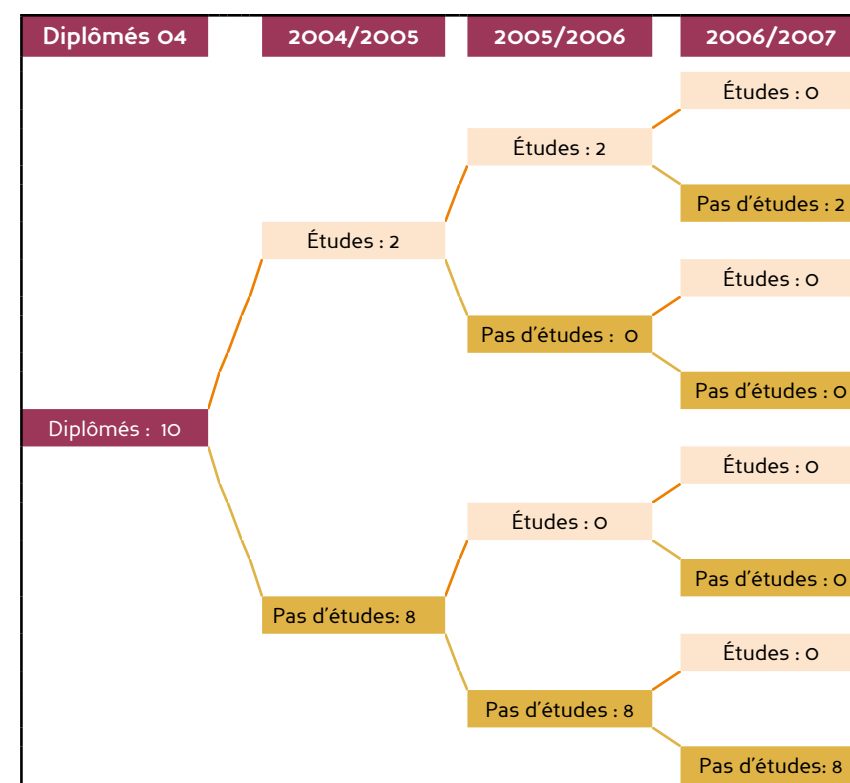 Diplômés 04 2004/2005 2005/2006 2006/2007
Études : 0
Études : 2
Pas d'études : 2
Études : 2
Études : 0
Pas d'études : 0
Pas d'études : 0
Diplômés : 10
Études : 0
Études : 0
Pas d'études : 0
Pas d'études: 8
Études : 0
Pas d'études : 8
Pas d'études: 8